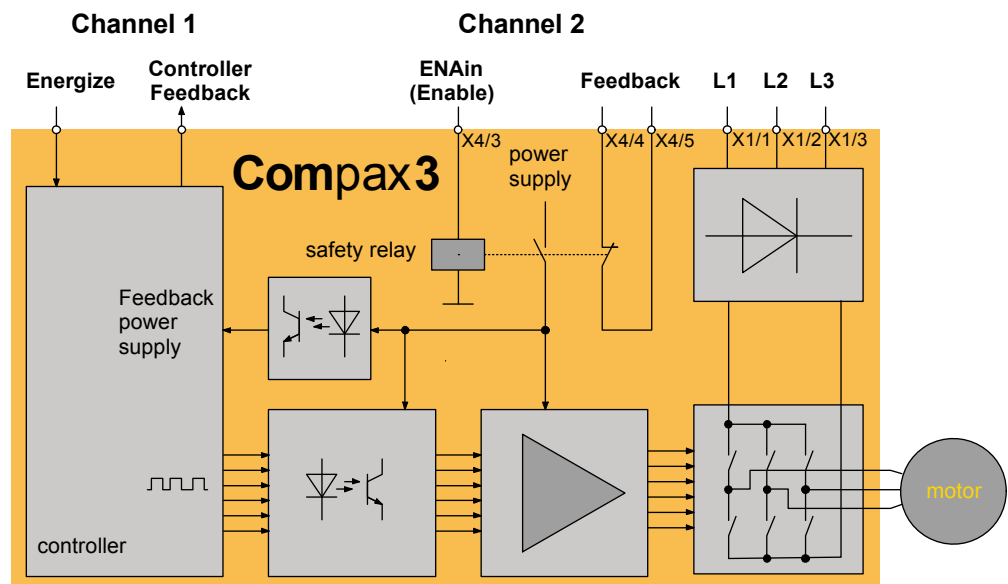 Channel 1
Channel 2
Energize
Controller
Feedback
ENAin
(Enable)
Feedback
L1
L2
L3
X4/3
X4/4
X4/5
X1/1
X1/2
X1/3
Compax3
power
supply
safety relay
Feedback
power
supply
controller
motor